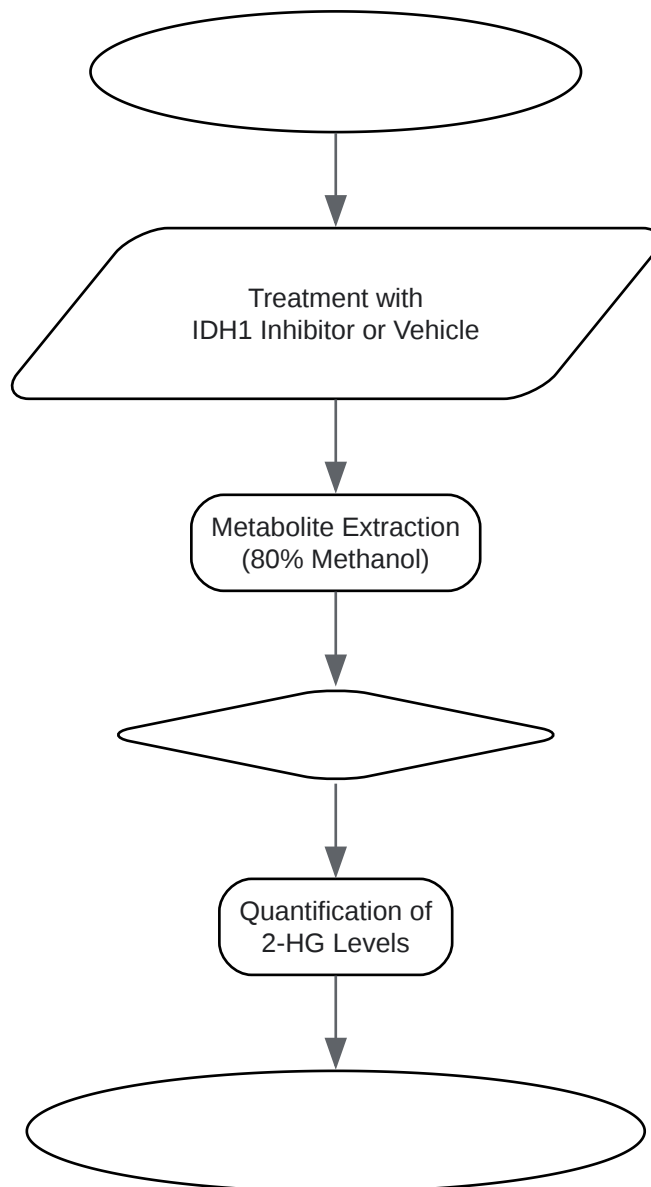 Treatment with
IDH1 Inhibitor or Vehicle
Metabolite Extraction
(80% Methanol)
Quantification of
2-HG Levels